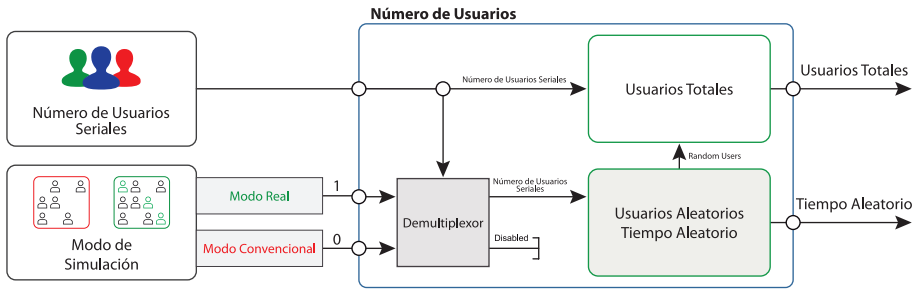 Número de Usuarios
Número de Usuarios
Seriales
Número de Usuarios Seriales
Usuarios Totales
Usuarios Totales
Random Users
Modo de
Simulación
Modo Real
1
Modo Convencional
0
Demultiplexor
Número de Usuarios
Seriales
Disabled
Usuarios Aleatorios
Tiempo Aleatorio
Tiempo Aleatorio